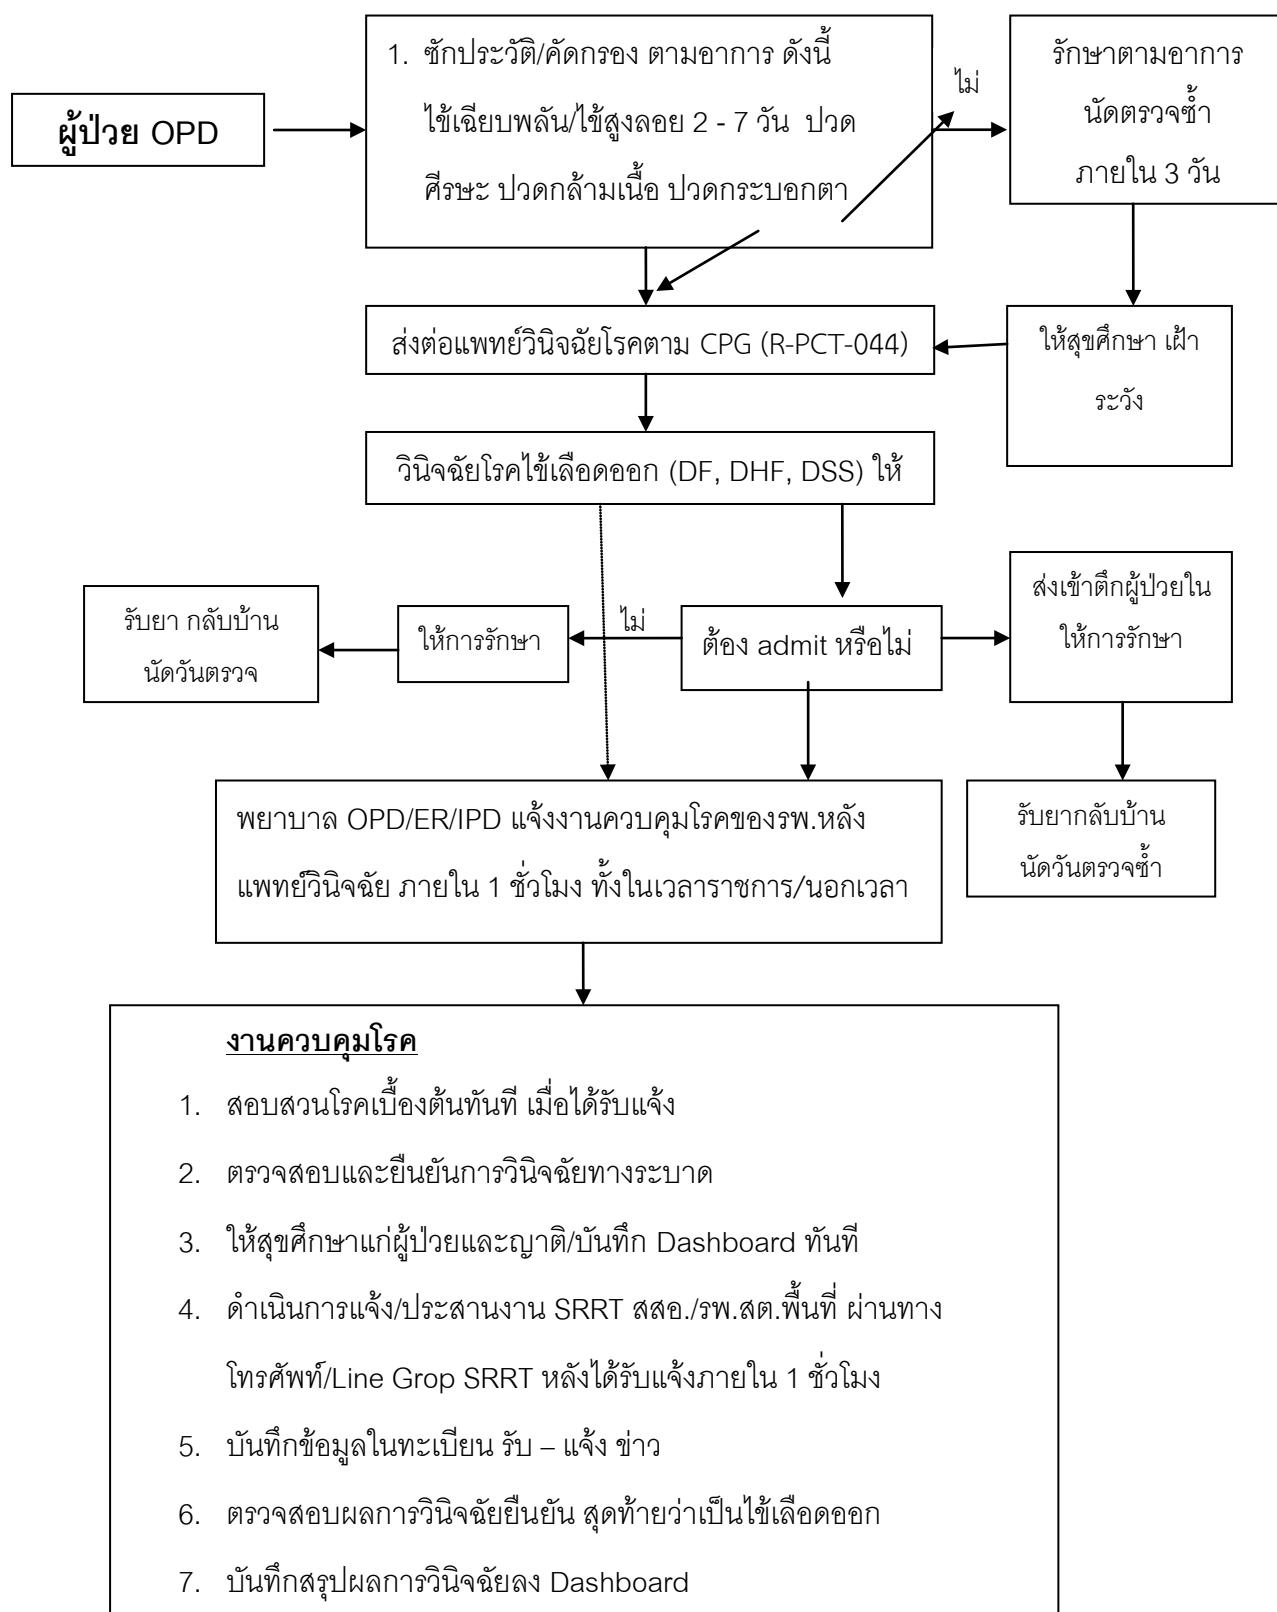 ผู้ป่วย OPD
1. ซักประวัติ/คัดกรอง ตามอาการ ดังนี้
ไข้เฉียบพลัน/ไข้สูงลอย 2 - 7 วัน ปวด
ศีรษะ ปวดกล้ามเนื้อ ปวดกระบอกตา
ไม่
รักษาตามอาการ
นัดตรวจซ้ำ
ภายใน 3 วัน
ส่งต่อแพทย์วินิจฉัยโรคตาม CPG (R-PCT-044)
ให้สุขศึกษา เฝ้า
ระวัง
วินิจฉัยโรคไข้เลือดออก (DF, DHF, DSS) ให้
รับยา กลับบ้าน
นัดวันตรวจ
ให้การรักษา
ไม่
ต้อง admit หรือไม่
ส่งเข้าตึกผู้ป่วยใน
ให้การรักษา
พยาบาล OPD/ER/IPD แจ้งงานควบคุมโรคของรพ.หลัง
แพทย์วินิจฉัย ภายใน 1 ชั่วโมง ทั้งในเวลาราชการ/นอกเวลา
รับยากลับบ้าน
นัดวันตรวจซ้ำ
งานควบคุมโรค
1. สอบสวนโรคเบื้องต้นทันที เมื่อได้รับแจ้ง
2. ตรวจสอบและยืนยันการวินิจฉัยทางระบาด
3. ให้สุขศึกษาแก่ผู้ป่วยและญาติ/บันทึก Dashboard ทันที
4. ดำเนินการแจ้ง/ประสานงาน SRRT สสอ./รพ.สต.พื้นที่ ผ่านทาง
โทรศัพท์/Line Grop SRRT หลังได้รับแจ้งภายใน 1 ชั่วโมง
5. บันทึกข้อมูลในทะเบียน รับ – แจ้ง ข่าว
6. ตรวจสอบผลการวินิจฉัยยืนยัน สุดท้ายว่าเป็นไข้เลือดออก
7. บันทึกสรุปผลการวินิจฉัยลง Dashboard